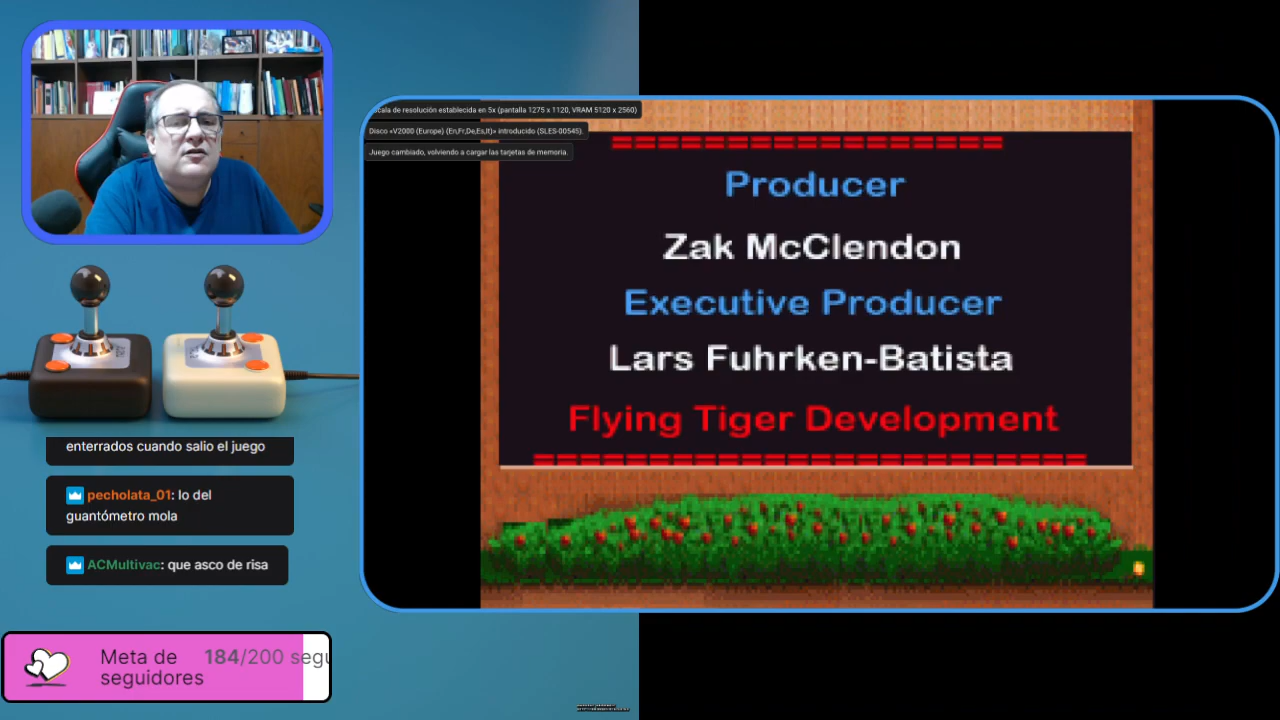 cala de resolución establecida en 5x (pantalla 1275 x 1120, VRAM 5120 x 2560)
Disco «V2000 (Europe) (En,Fr,De,Es,It)» introducido (SLES-00545).
Juego cambiado, volviendo a cargar las tarjetas de memoria.
Producer
Zak McClendon
Executive Producer
Lars Fuhrken-Batista
Flying Tiger Development
enterrados cuando salio el juego
pecholata_01: lo del
guantómetro mola
ACMultivac: que asco de risa
Meta de
seguidores
184/200 segu